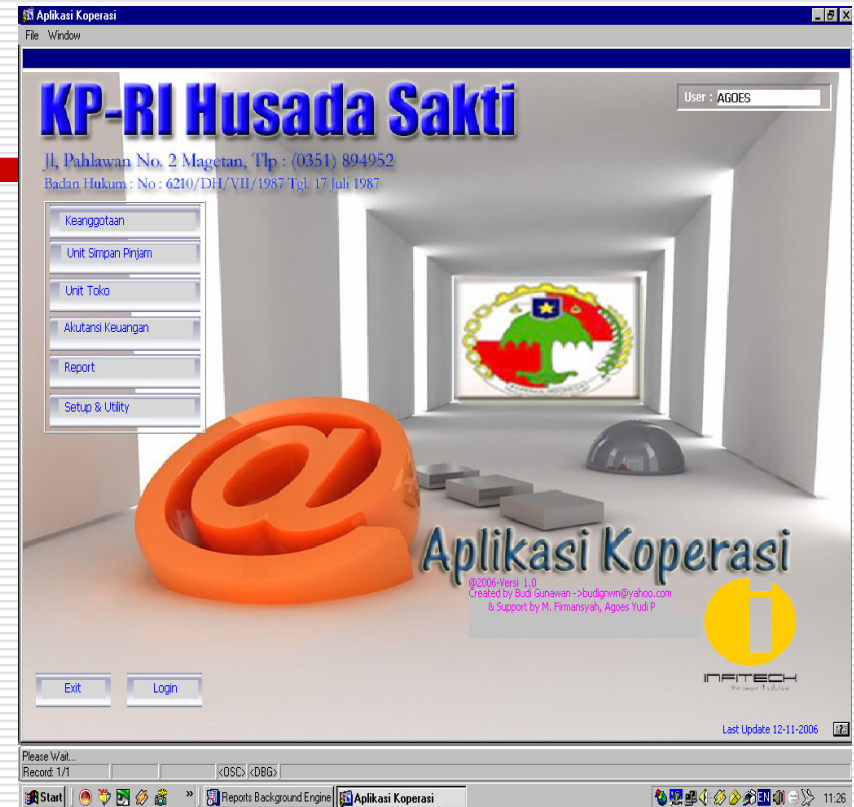 Aplikasi Koperasi
File Window
KP-RI Husada Sakti
User : AGOES
Jl, Pahlawan No. 2 Magetan, Tlp : (0351) 894952
Badan Hukum : No : 6210/DH/VII/1987 Tgl. 17 Juli 1987
Keanggotaan
Unit Simpan Pinjam
Unit Toko
Akutansi Keuangan
Report
Setup & Utility
Aplikasi Koperasi
@2006-Versi 1.0
Created by Budi Gunawan ->budignwn@yahoo.com
& Support by M. Firmansyah, Agoes Yudi P
INFITECH
Exit Login
Last Update 12-11-2006
Please Wait...
Record: 1/1 <OSC> <DBG>
Start » Reports Background Engine Aplikasi Koperasi EN 11:26